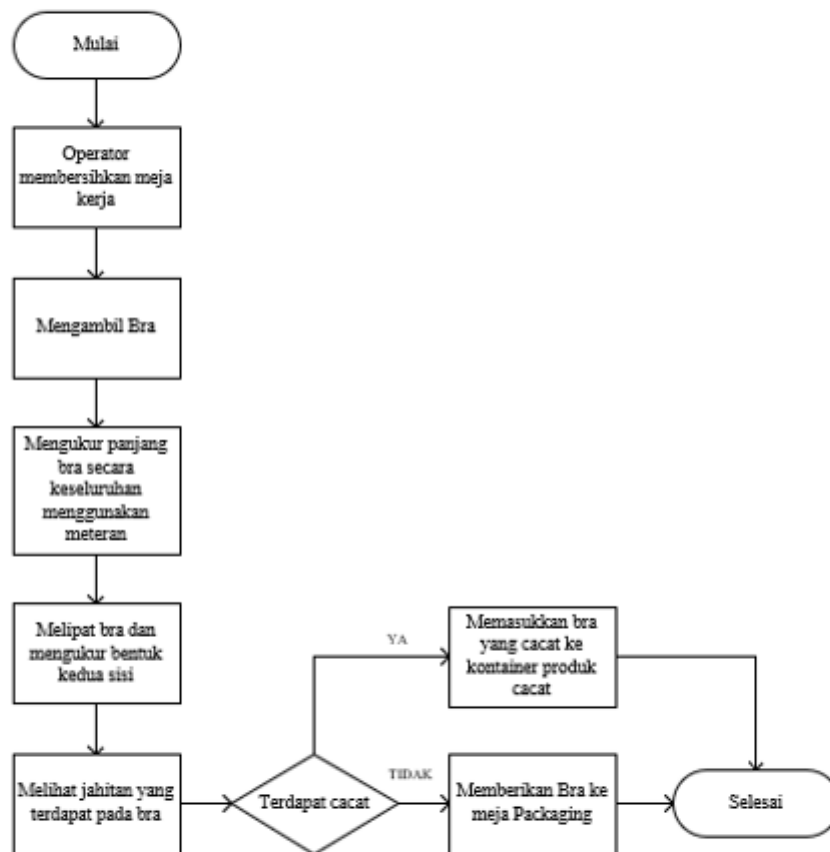 Mulai
Operator
membersihkan meja
kerja
Mengambil Bra
Mengukur panjang
bra secara
keseluruhan
menggunakan
meteran
Melipat bra dan
mengukur bentuk
kedua sisi
Melihat jahitan yang
terdapat pada bra
Terdapat cacat
YA
Memasukkan bra
yang cacat ke
kontainer produk
cacat
TIDAK
Memberikan Bra ke
meja Packaging
Selesai